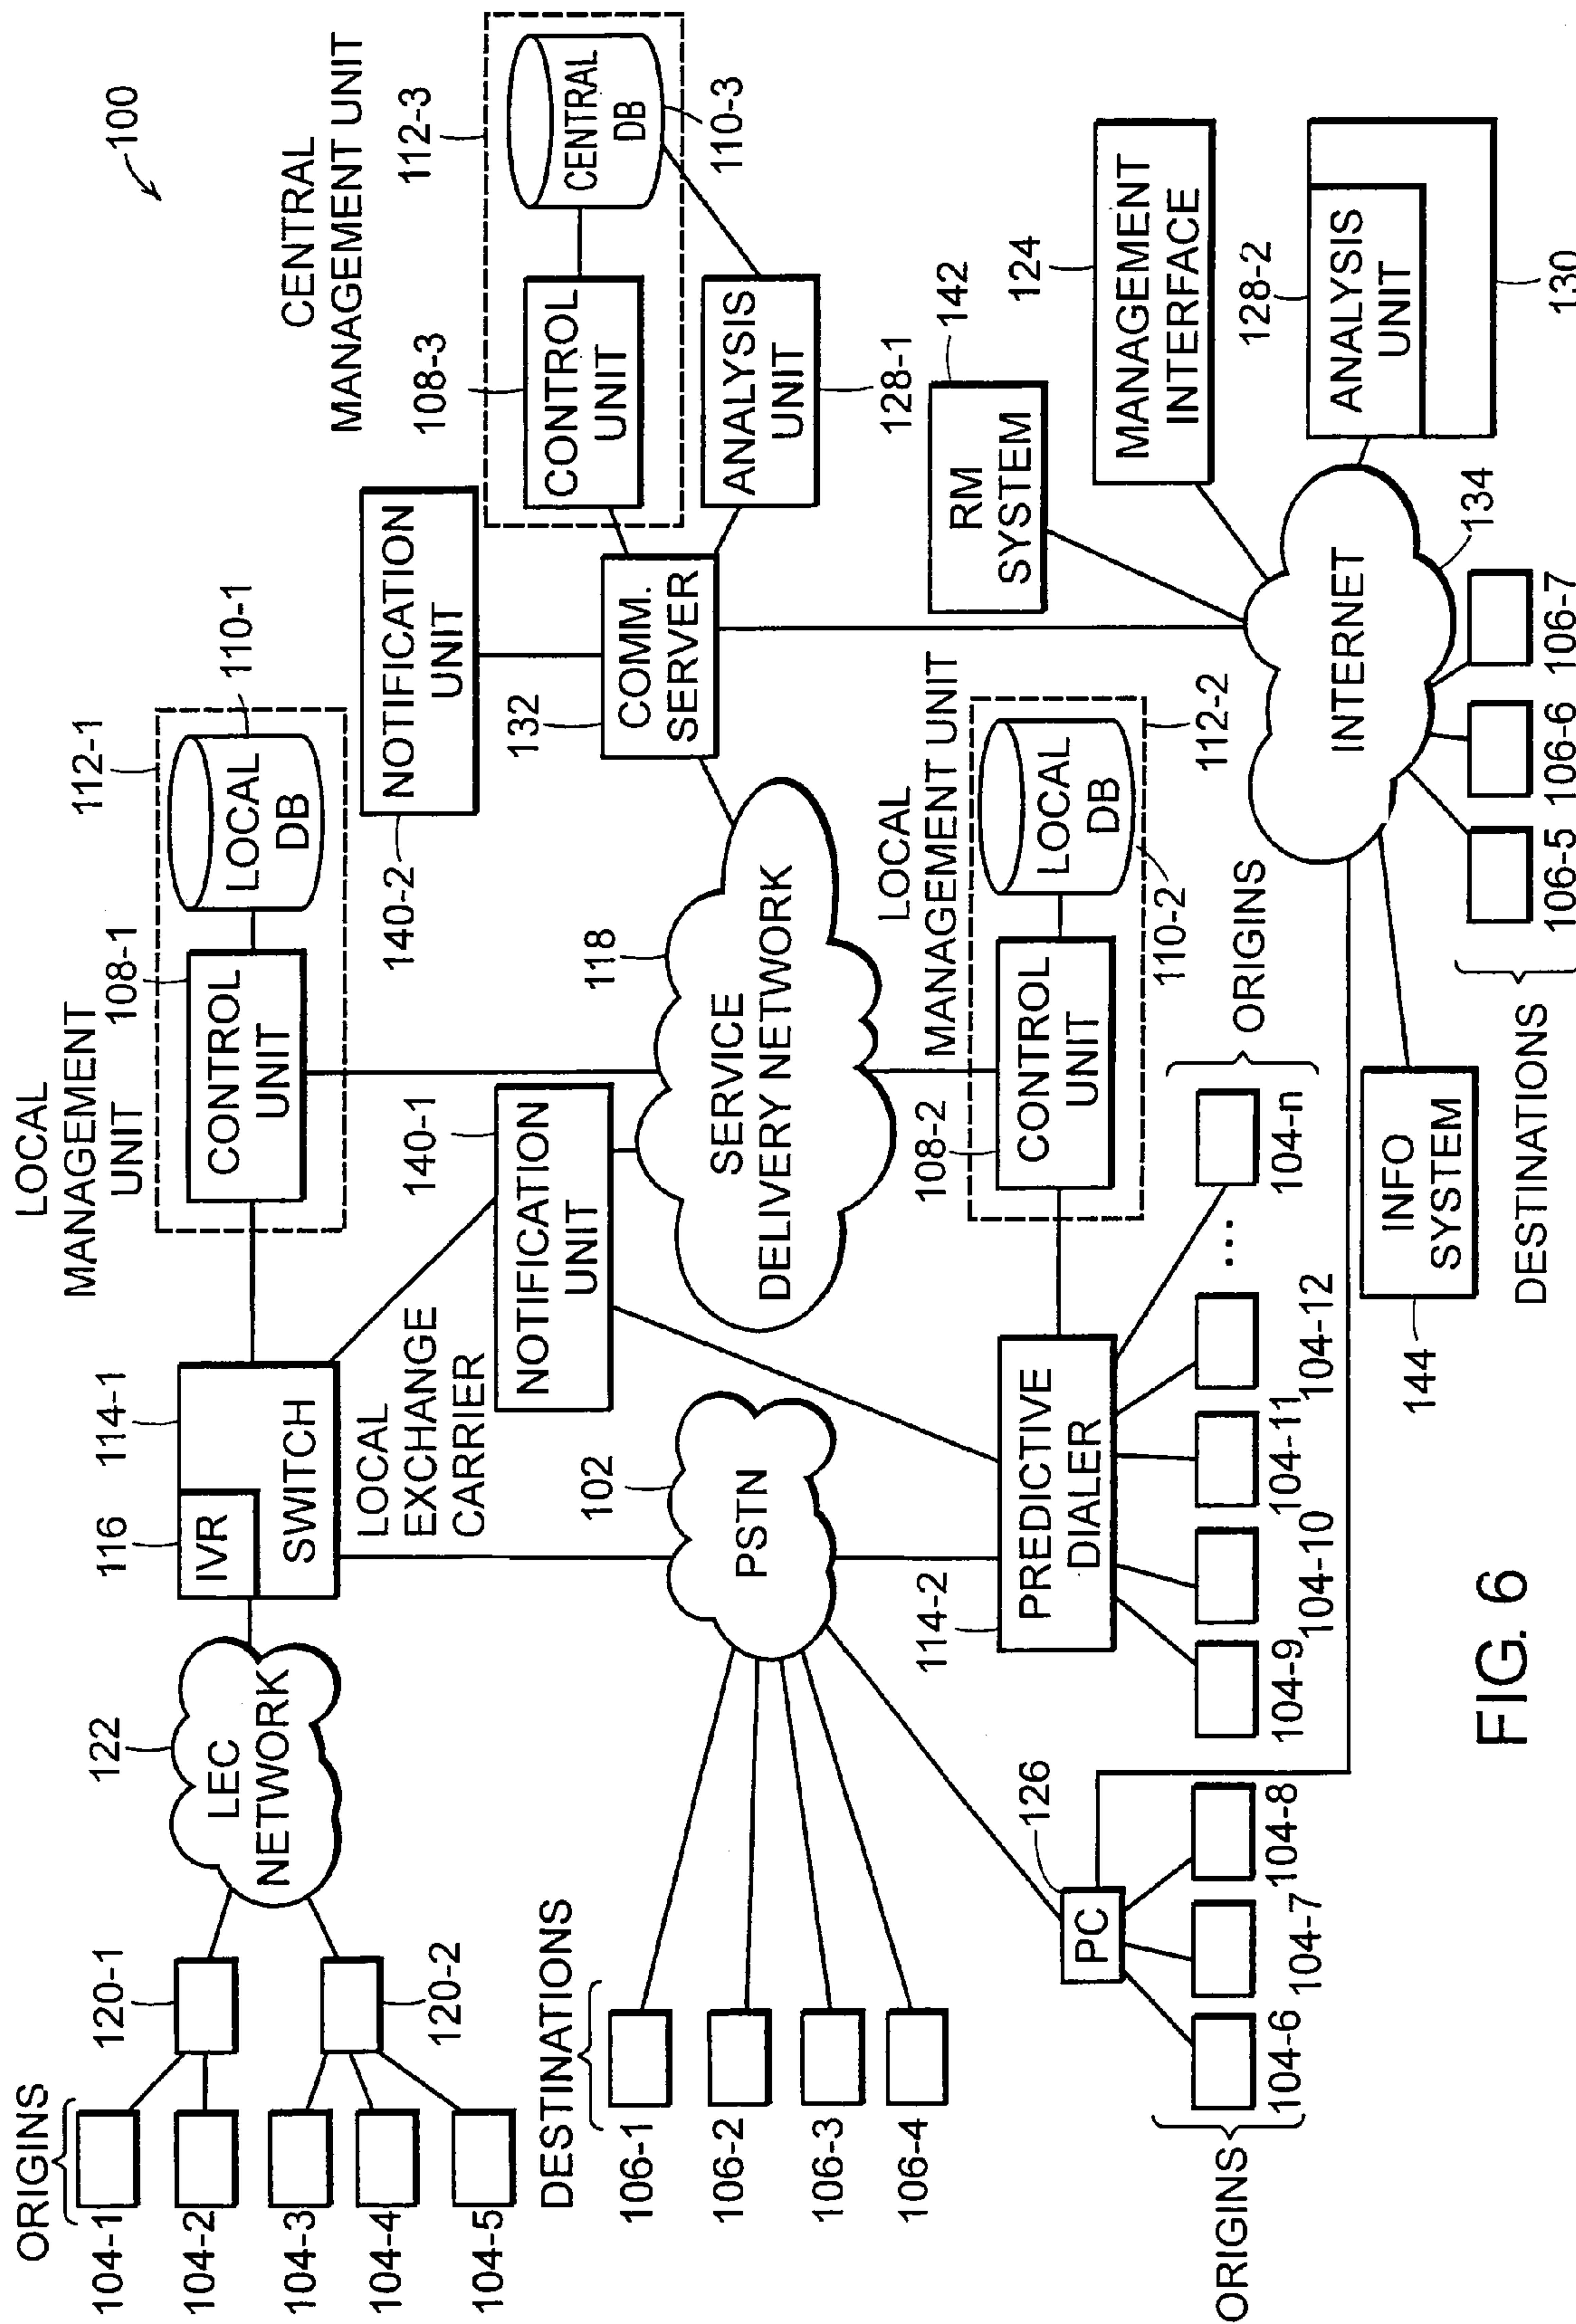 100
ORIGINS
104-1
104-2
104-3
104-4
104-5
120-1
120-2
122
LEC
NETWORK
116
IVR
114-1
SWITCH
LOCAL
EXCHANGE
CARRIER
LOCAL
MANAGEMENT
UNIT
108-1
CONTROL
UNIT
112-1
110-1
LOCAL
DB
140-1
NOTIFICATION
UNIT
140-2
NOTIFICATION
UNIT
CENTRAL
MANAGEMENT UNIT
112-3
108-3
CONTROL
UNIT
CENTRAL
DB
110-3
ANALYSIS
UNIT
128-1
132
COMM.
SERVER
118
SERVICE
DELIVERY NETWORK
DESTINATIONS
106-1
106-2
106-3
106-4
102
PSTN
LOCAL
MANAGEMENT UNIT
108-2
CONTROL
UNIT
LOCAL
DB
110-2
112-2
142
RM
SYSTEM
124
MANAGEMENT
INTERFACE
128-2
ANALYSIS
UNIT
130
134
INTERNET
114-2
PREDICTIVE
DIALER
104-9
104-10
104-11
104-12
...
104-n
ORIGINS
126
PC
104-6
104-7
104-8
ORIGINS
144
INFO
SYSTEM
106-5
106-6
106-7
DESTINATIONS
FIG. 6